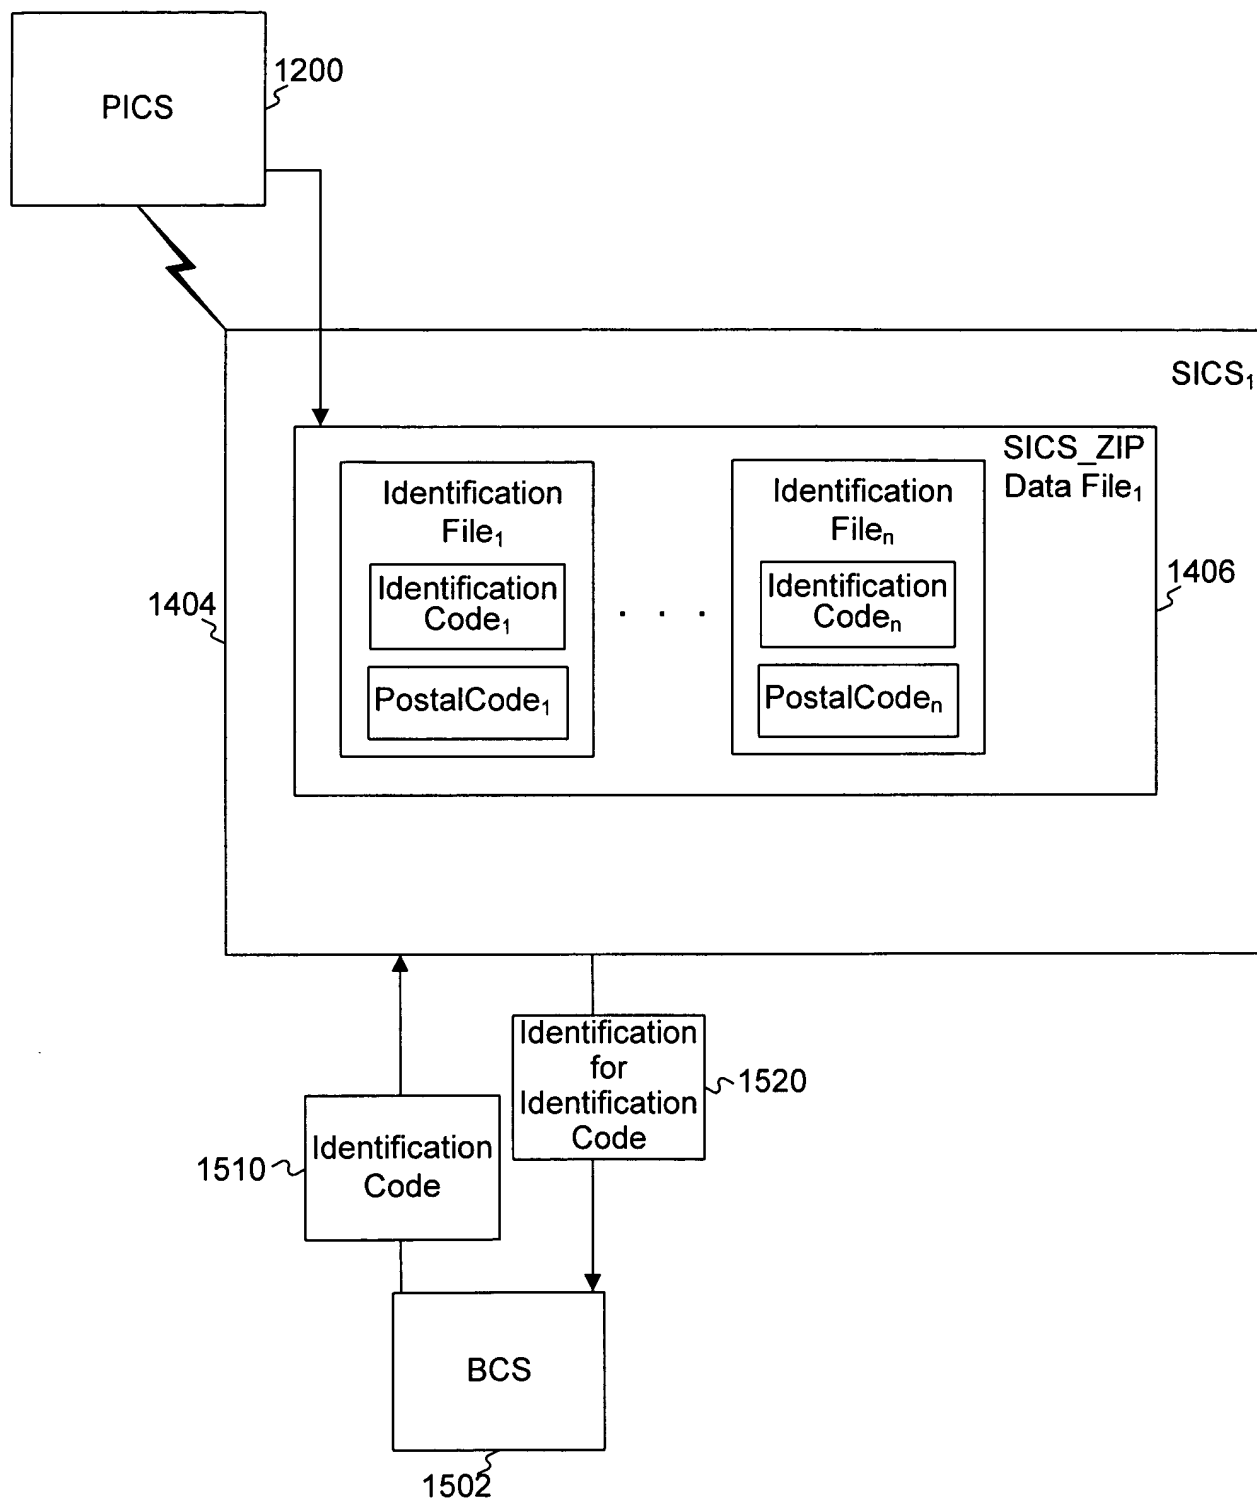 1200
PICS
SICS₁
SICS_ZIP
Data File₁
Identification
File₁
Identification
Code₁
PostalCode₁
. . .
Identification
Fileₙ
Identification
Codeₙ
PostalCodeₙ
1406
1404
Identification
for
Identification
Code
1520
1510
Identification
Code
BCS
1502